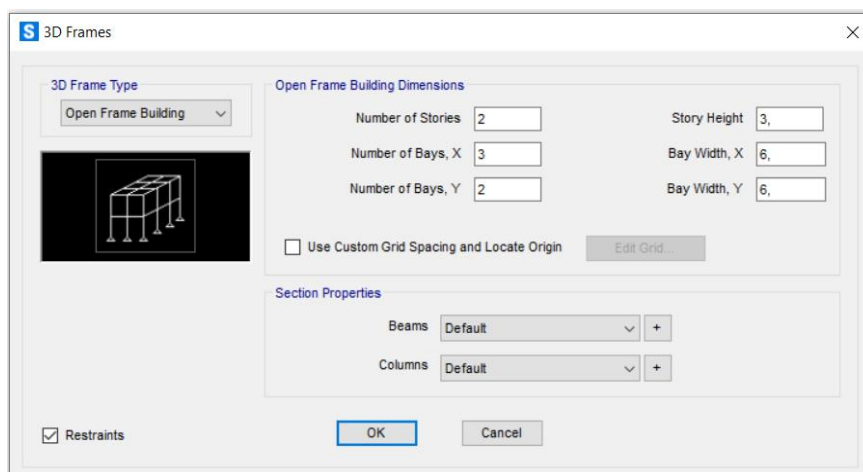 S 3D Frames
3D Frame Type
Open Frame Building
Open Frame Building Dimensions
Number of Stories 2 Story Height 3,
Number of Bays, X 3 Bay Width, X 6,
Number of Bays, Y 2 Bay Width, Y 6,
Use Custom Grid Spacing and Locate Origin Edit Grid...
Section Properties
Beams Default +
Columns Default +
Restraints OK Cancel